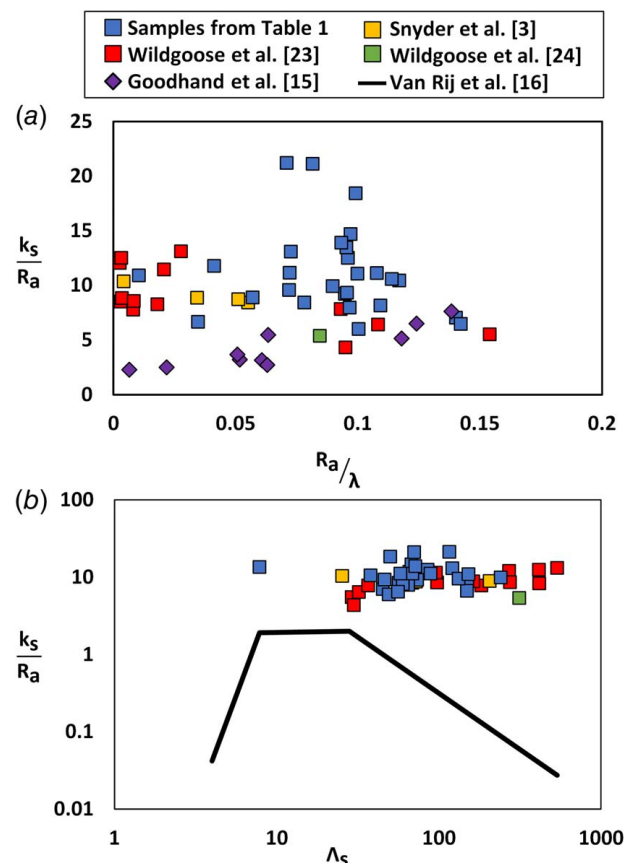 Samples from Table 1
Snyder et al. [3]
Wildgoose et al. [23]
Wildgoose et al. [24]
Goodhand et al. [15]
Van Rij et al. [16]
(a)
25
20
15
10
5
0
ks
Ra
0
0.05
0.1
0.15
0.2
Ra/λ
(b)
100
10
1
0.1
0.01
ks
Ra
1
10
100
1000
Λs